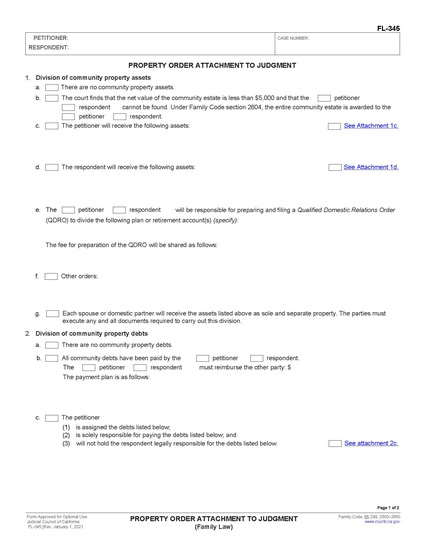 FL-345
PETITIONER:
CASE NUMBER:
RESPONDENT:
PROPERTY ORDER ATTACHMENT TO JUDGMENT
1. Division of community property assets
a. There are no community property assets.
b. The court finds that the net value of the community estate is less than $5,000 and that the petitioner
respondent cannot be found. Under Family Code section 2604, the entire community estate is awarded to the
petitioner respondent.
c. The petitioner will receive the following assets: See Attachment 1c.
d. The respondent will receive the following assets: See Attachment 1d.
e. The petitioner respondent will be responsible for preparing and filing a Qualified Domestic Relations Order
(QDRO) to divide the following plan or retirement account(s) (specify):
The fee for preparation of the QDRO will be shared as follows:
f. Other orders:
g. Each spouse or domestic partner will receive the assets listed above as sole and separate property. The parties must
execute any and all documents required to carry out this division.
2. Division of community property debts
a. There are no community property debts.
b. All community debts have been paid by the petitioner respondent.
The petitioner respondent must reimburse the other party: $
The payment plan is as follows:
c. The petitioner
(1) is assigned the debts listed below;
(2) is solely responsible for paying the debts listed below; and
(3) will not hold the respondent legally responsible for the debts listed below. See attachment 2c.
Page 1 of 2
Form Approved for Optional Use
Judicial Council of California
FL-345 [Rev. January 1, 2021
PROPERTY ORDER ATTACHMENT TO JUDGMENT
(Family Law)
Family Code, §§ 299, 2500–2660
www.courts.ca.gov